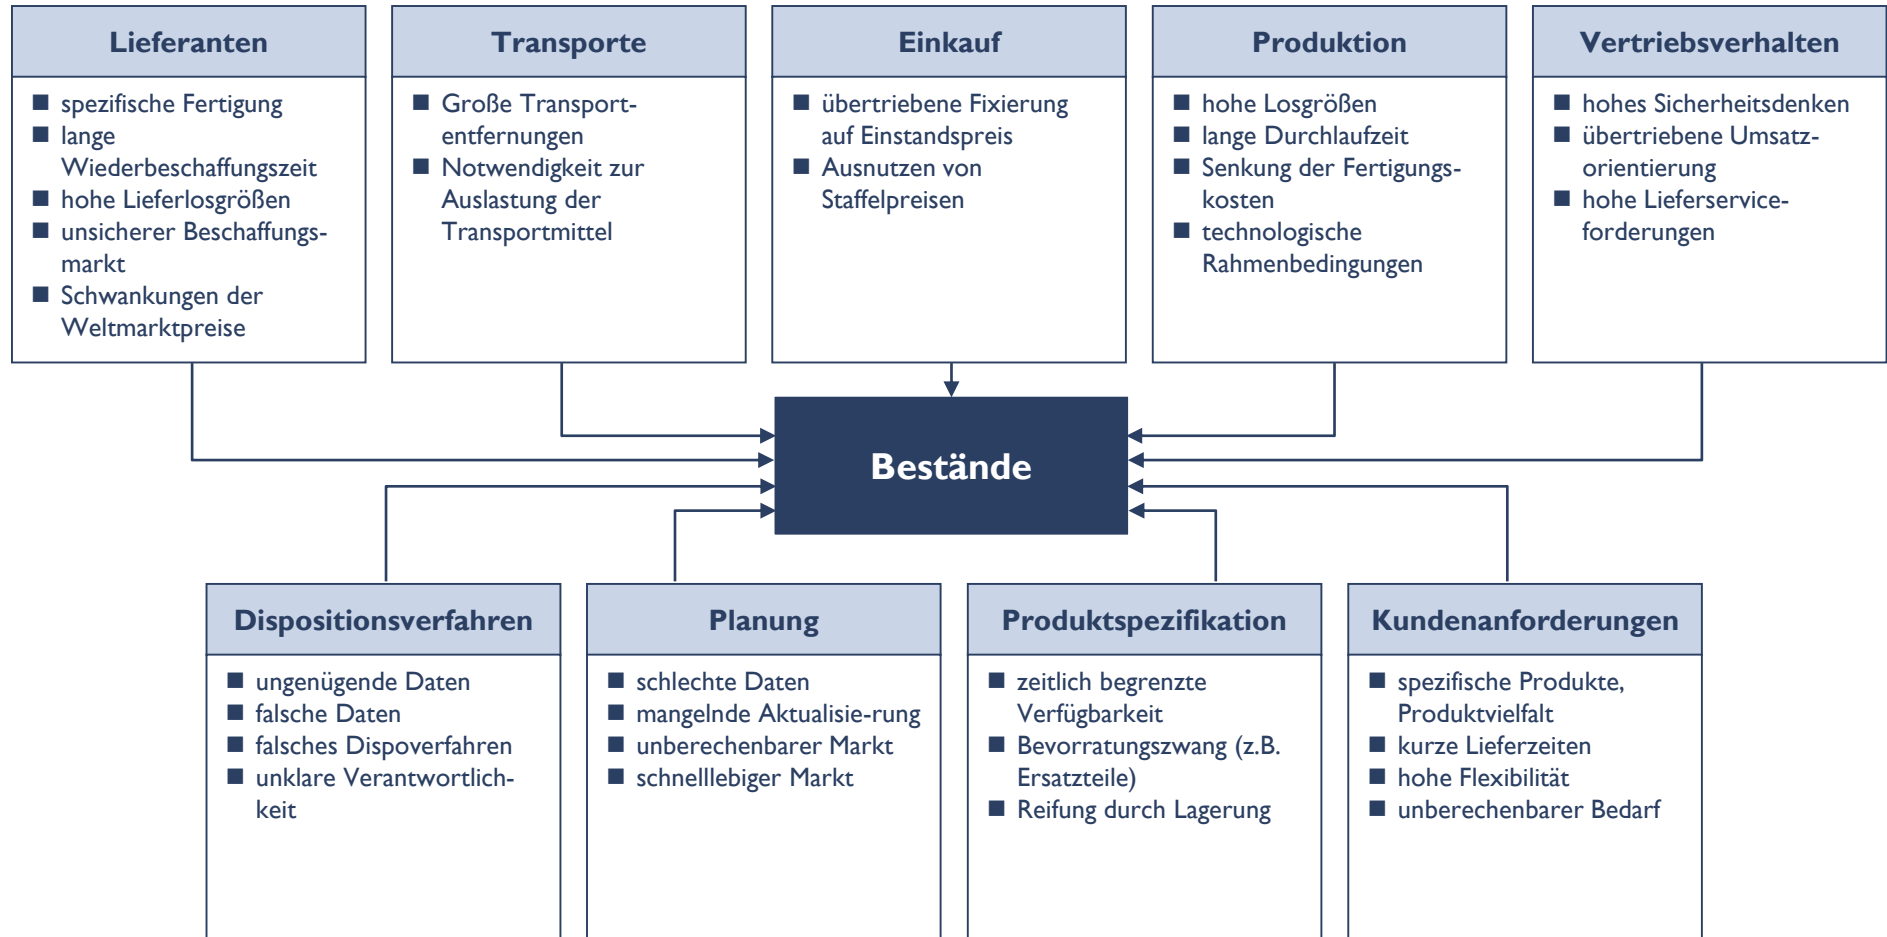 Lieferanten
spezifische Fertigung
lange
Wiederbeschaffungszeit
hohe Lieferlosgrößen
unsicherer Beschaffungs-
markt
Schwankungen der
Weltmarktpreise
Transporte
Große Transport-
entfernungen
Notwendigkeit zur
Auslastung der
Transportmittel
Einkauf
übertriebene Fixierung
auf Einstandspreis
Ausnutzen von
Staffelpreisen
Produktion
hohe Losgrößen
lange Durchlaufzeit
Senkung der Fertigungs-
kosten
technologische
Rahmenbedingungen
Vertriebsverhalten
hohes Sicherheitsdenken
übertriebene Umsatz-
orientierung
hohe Lieferservice-
forderungen
Bestände
Dispositionsverfahren
ungenügende Daten
falsche Daten
falsches Dispoverfahren
unklare Verantwortlich-
keit
Planung
schlechte Daten
mangelnde Aktualisie-rung
unberechenbarer Markt
schnelllebiger Markt
Produktspezifikation
zeitlich begrenzte
Verfügbarkeit
Bevorratungszwang (z.B.
Ersatzteile)
Reifung durch Lagerung
Kundenanforderungen
spezifische Produkte,
Produktvielfalt
kurze Lieferzeiten
hohe Flexibilität
unberechenbarer Bedarf